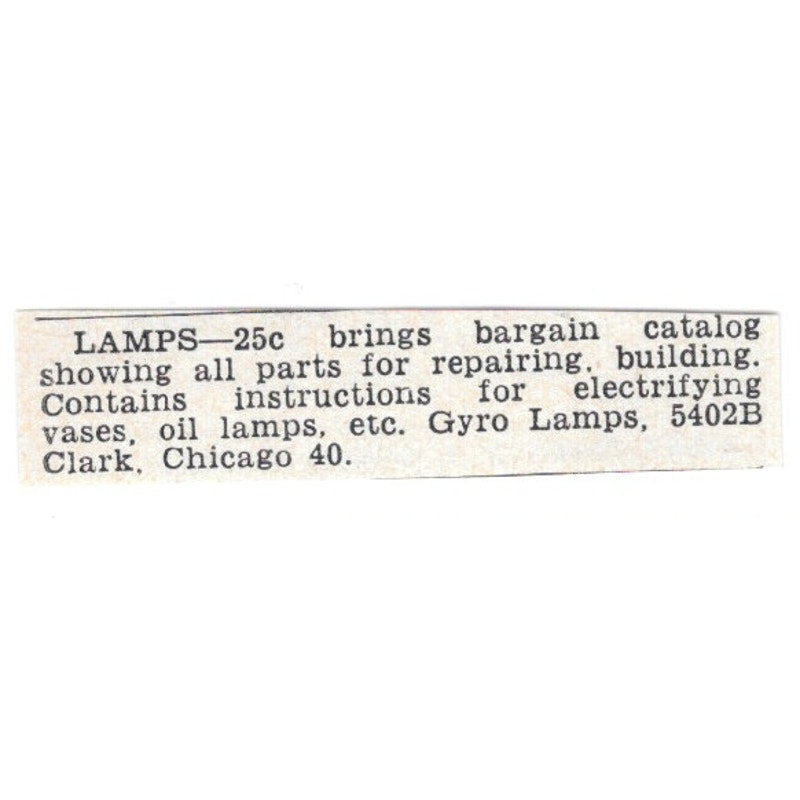 LAMPS—25c brings bargain catalog
showing all parts for repairing, building.
Contains instructions for electrifying
vases, oil lamps, etc. Gyro Lamps, 5402B
Clark, Chicago 40.